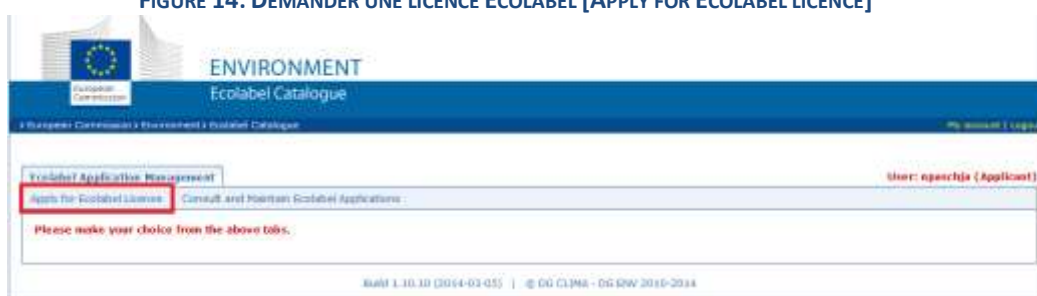 FIGURE 14. DEMANDER UNE LICENCE ECOLABEL [APPLY FOR ECOLABEL LICENCE]
ENVIRONMENT
European
Commission
Ecolabel Catalogue
European Commission > Environment > Ecolabel Catalogue
My account | Logout
Ecolabel Application Management
User: npaschja (Applicant)
Apply for Ecolabel Licence Consult and Maintain Ecolabel Applications
Please make your choice from the above tabs.
Build 1.10.10 (2014-03-05) | © DG CLIMA - DG ENV 2010-2014